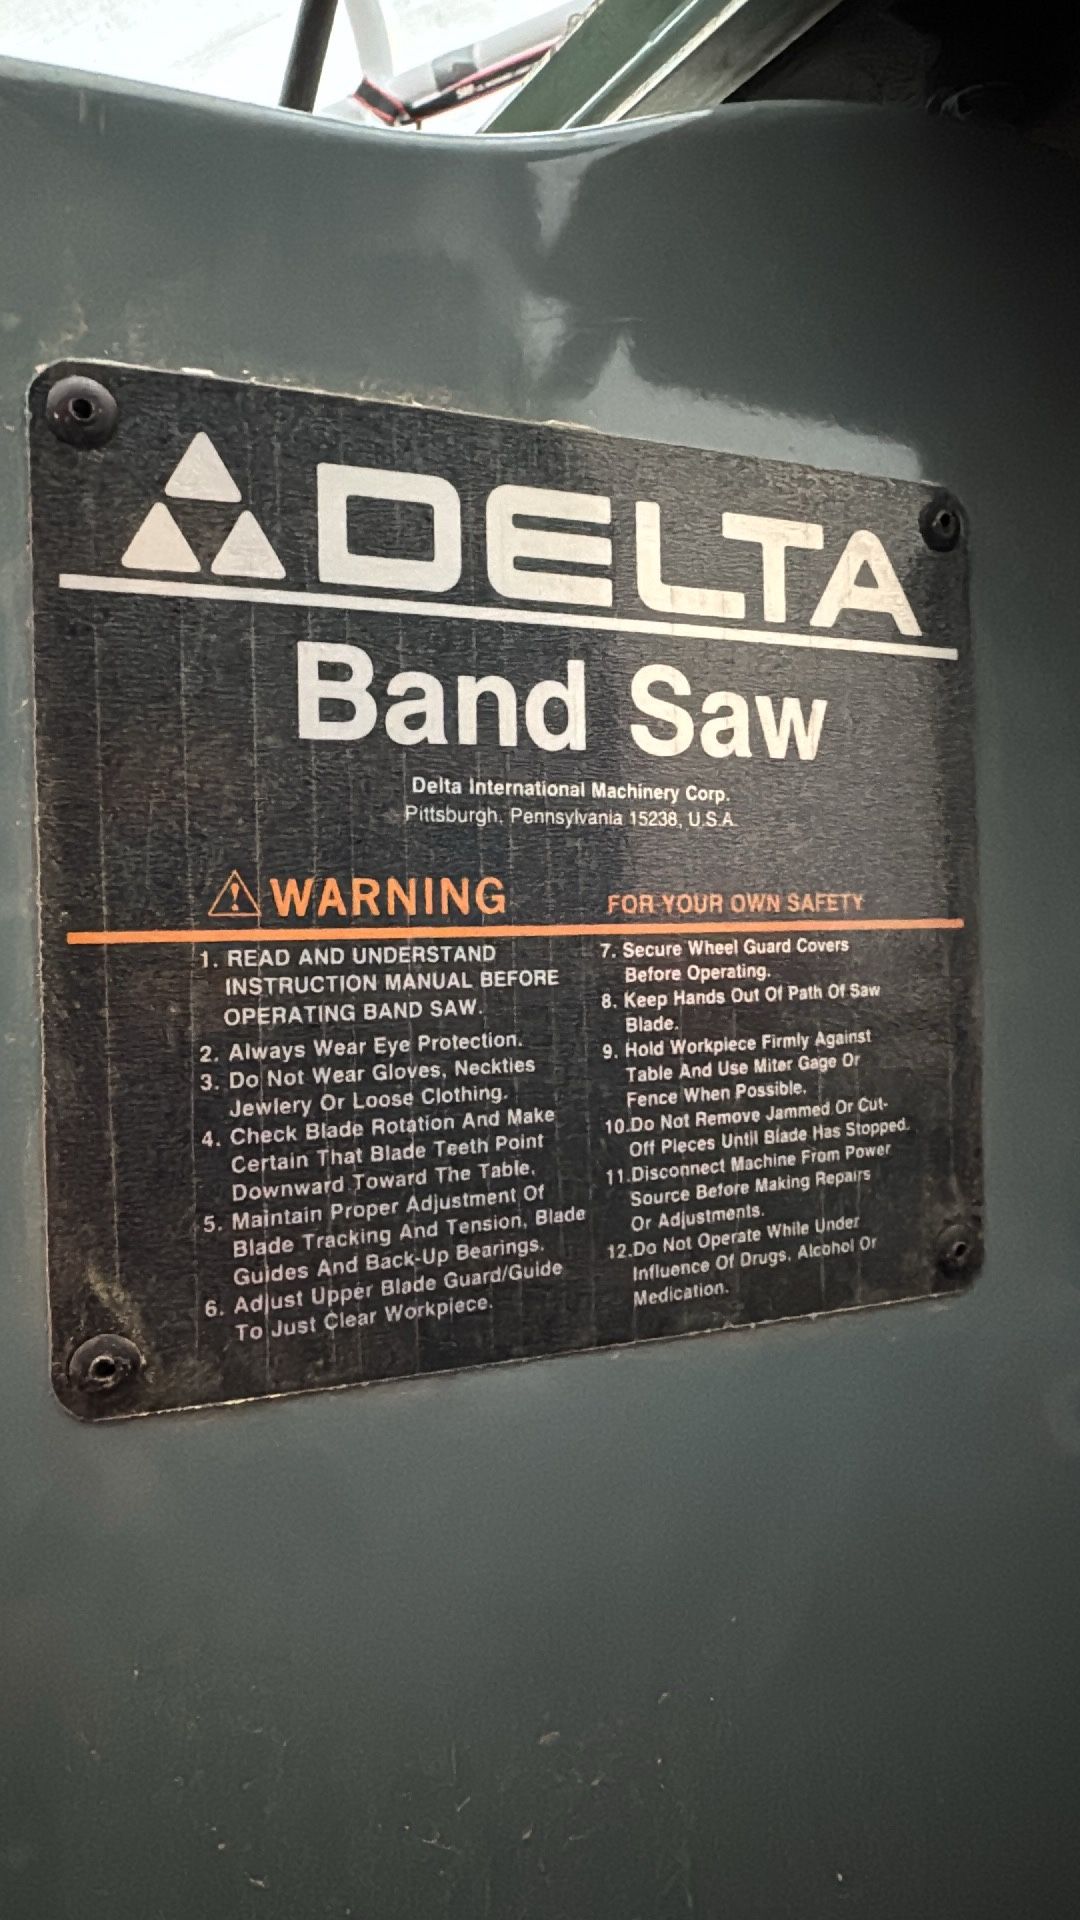 DELTA
Band Saw
Delta International Machinery Corp.
Pittsburgh, Pennsylvania 15238, U.S.A.
WARNING
FOR YOUR OWN SAFETY
1. READ AND UNDERSTAND
INSTRUCTION MANUAL BEFORE
OPERATING BAND SAW.
2. Always Wear Eye Protection.
3. Do Not Wear Gloves, Neckties
Jewlery Or Loose Clothing.
4. Check Blade Rotation And Make
Certain That Blade Teeth Point
Downward Toward The Table.
5. Maintain Proper Adjustment Of
Blade Tracking And Tension, Blade
Guides And Back-Up Bearings.
6. Adjust Upper Blade Guard/Guide
To Just Clear Workpiece.
7. Secure Wheel Guard Covers
Before Operating.
8. Keep Hands Out Of Path Of Saw
Blade.
9. Hold Workpiece Firmly Against
Table And Use Miter Gage Or
Fence When Possible.
10.Do Not Remove Jammed Or Cut-
Off Pieces Until Blade Has Stopped.
11.Disconnect Machine From Power
Source Before Making Repairs
Or Adjustments.
12.Do Not Operate While Under
Influence Of Drugs, Alcohol Or
Medication.